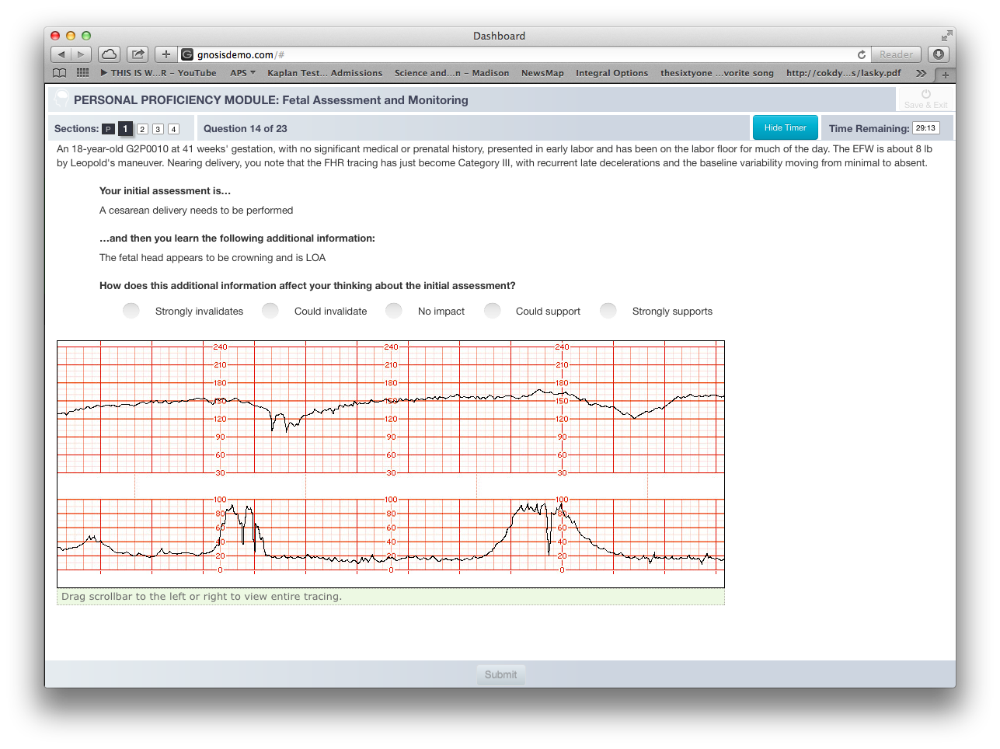 Dashboard
gnosisdemo.com/#
Reader
THIS IS W...R – YouTube APS Kaplan Test... Admissions Science and...n – Madison NewsMap Integral Options thesixtyone ...vorite song http://cokdy...s/lasky.pdf
PERSONAL PROFICIENCY MODULE: Fetal Assessment and Monitoring
Save & Exit
Sections: P 1 2 3 4 Question 14 of 23 Hide Timer Time Remaining: 29:13
An 18-year-old G2P0010 at 41 weeks' gestation, with no significant medical or prenatal history, presented in early labor and has been on the labor floor for much of the day. The EFW is about 8 lb
by Leopold's maneuver. Nearing delivery, you note that the FHR tracing has just become Category III, with recurrent late decelerations and the baseline variability moving from minimal to absent.
Your initial assessment is...
A cesarean delivery needs to be performed
...and then you learn the following additional information:
The fetal head appears to be crowning and is LOA
How does this additional information affect your thinking about the initial assessment?
Strongly invalidates Could invalidate No impact Could support Strongly supports
240 240 240
210 210 210
180 180 180
150 150 150
120 120 120
90 90 90
60 60 60
30 30 30
100 100 100
80 80 80
60 60 60
40 40 40
20 20 20
0 0 0
Drag scrollbar to the left or right to view entire tracing.
Submit